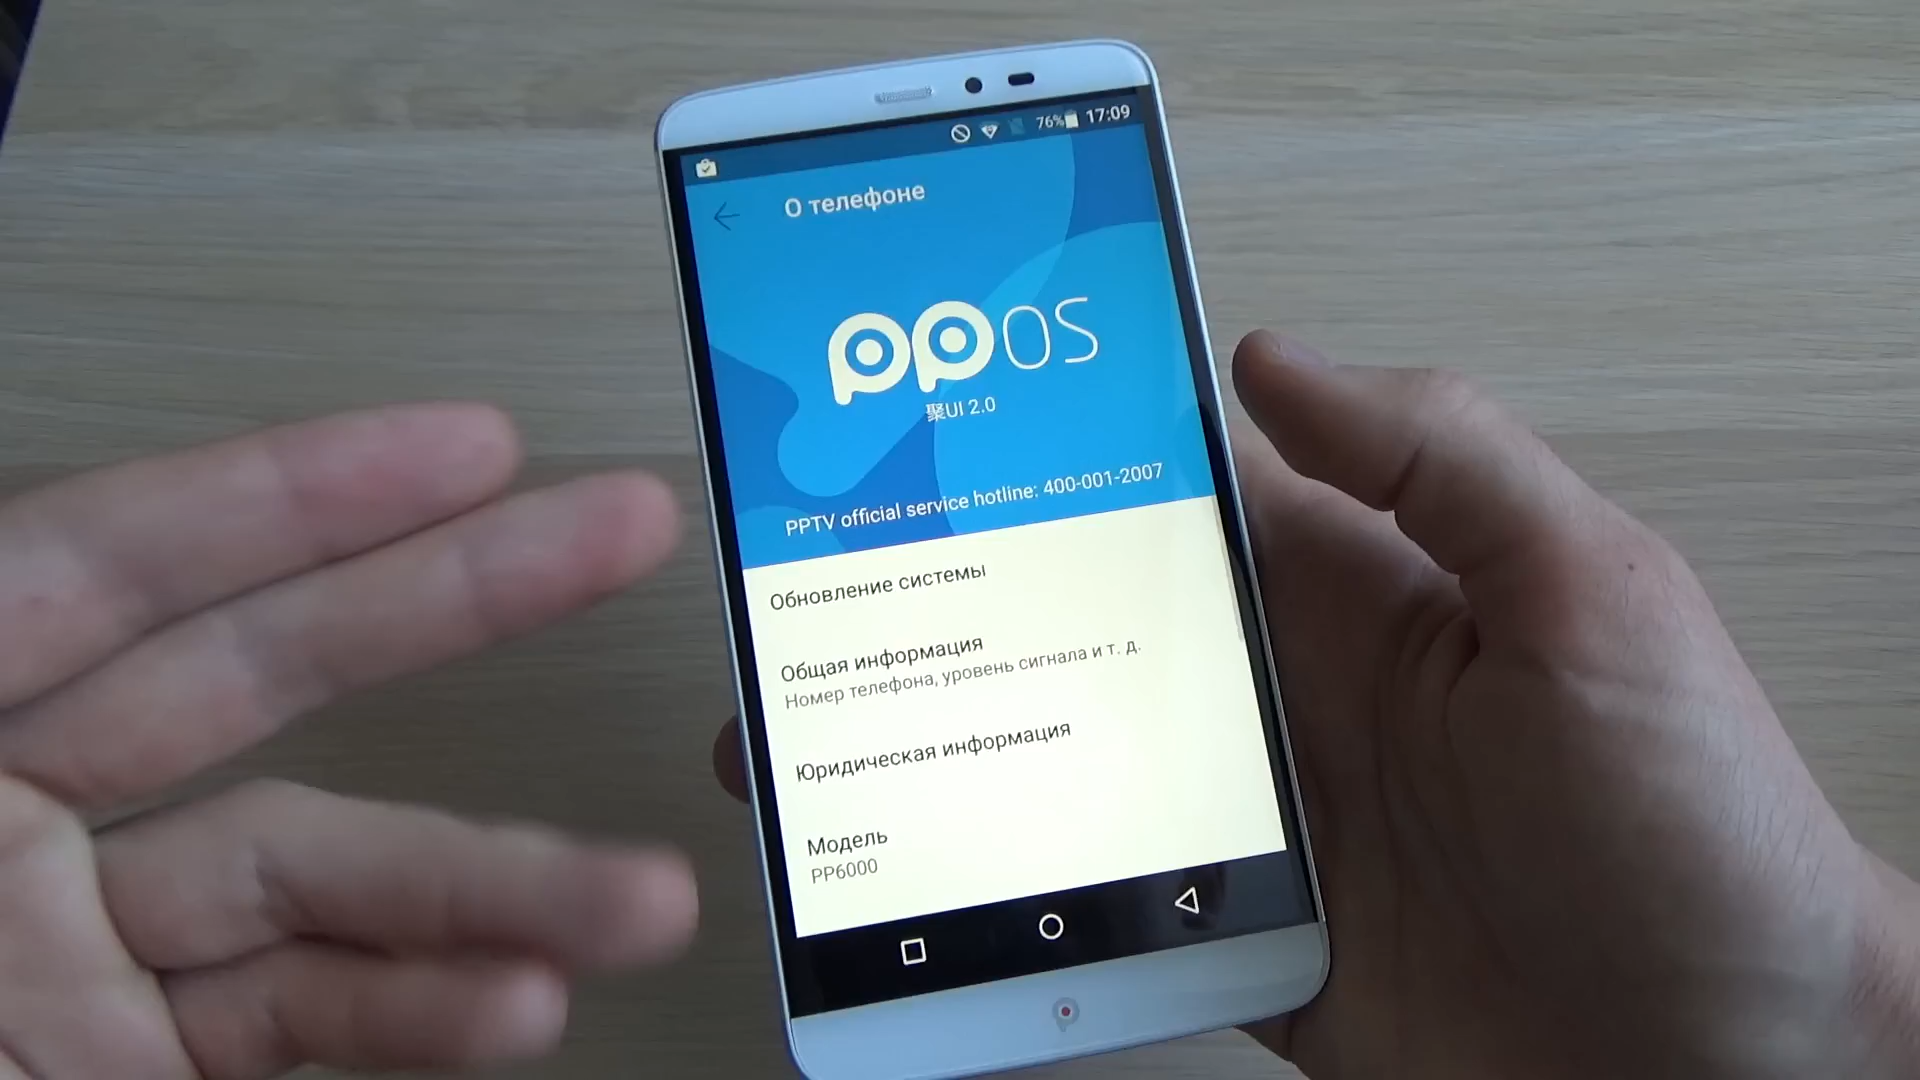 76% 17:09
О телефоне
PPOS
聚UI 2.0
PPTV official service hotline: 400-001-2007
Обновление системы
Общая информация
Номер телефона, уровень сигнала и т. д.
Юридическая информация
Модель
PP6000